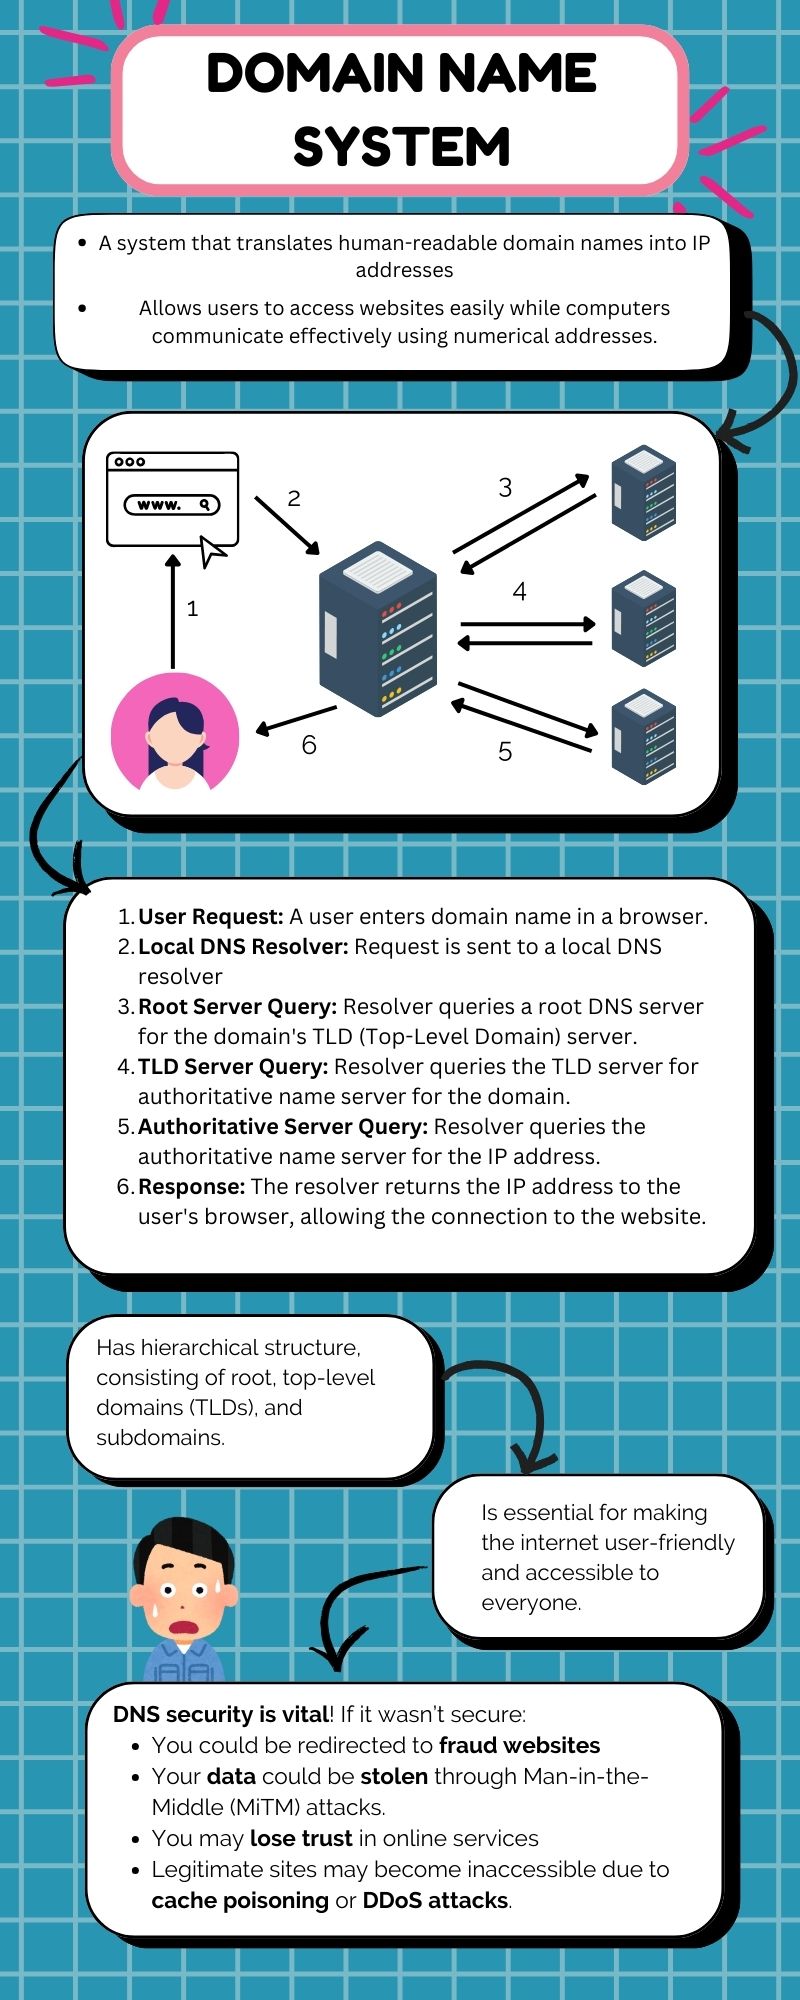 DOMAIN NAME
SYSTEM
• A system that translates human-readable domain names into IP
addresses
• Allows users to access websites easily while computers
communicate effectively using numerical addresses.
www.
2
3
1
4
6
5
1. User Request: A user enters domain name in a browser.
2. Local DNS Resolver: Request is sent to a local DNS
resolver
3. Root Server Query: Resolver queries a root DNS server
for the domain's TLD (Top-Level Domain) server.
4. TLD Server Query: Resolver queries the TLD server for
authoritative name server for the domain.
5. Authoritative Server Query: Resolver queries the
authoritative name server for the IP address.
6. Response: The resolver returns the IP address to the
user's browser, allowing the connection to the website.
Has hierarchical structure,
consisting of root, top-level
domains (TLDs), and
subdomains.
Is essential for making
the internet user-friendly
and accessible to
everyone.
DNS security is vital! If it wasn't secure:
• You could be redirected to fraud websites
• Your data could be stolen through Man-in-the-
Middle (MiTM) attacks.
• You may lose trust in online services
• Legitimate sites may become inaccessible due to
cache poisoning or DDoS attacks.